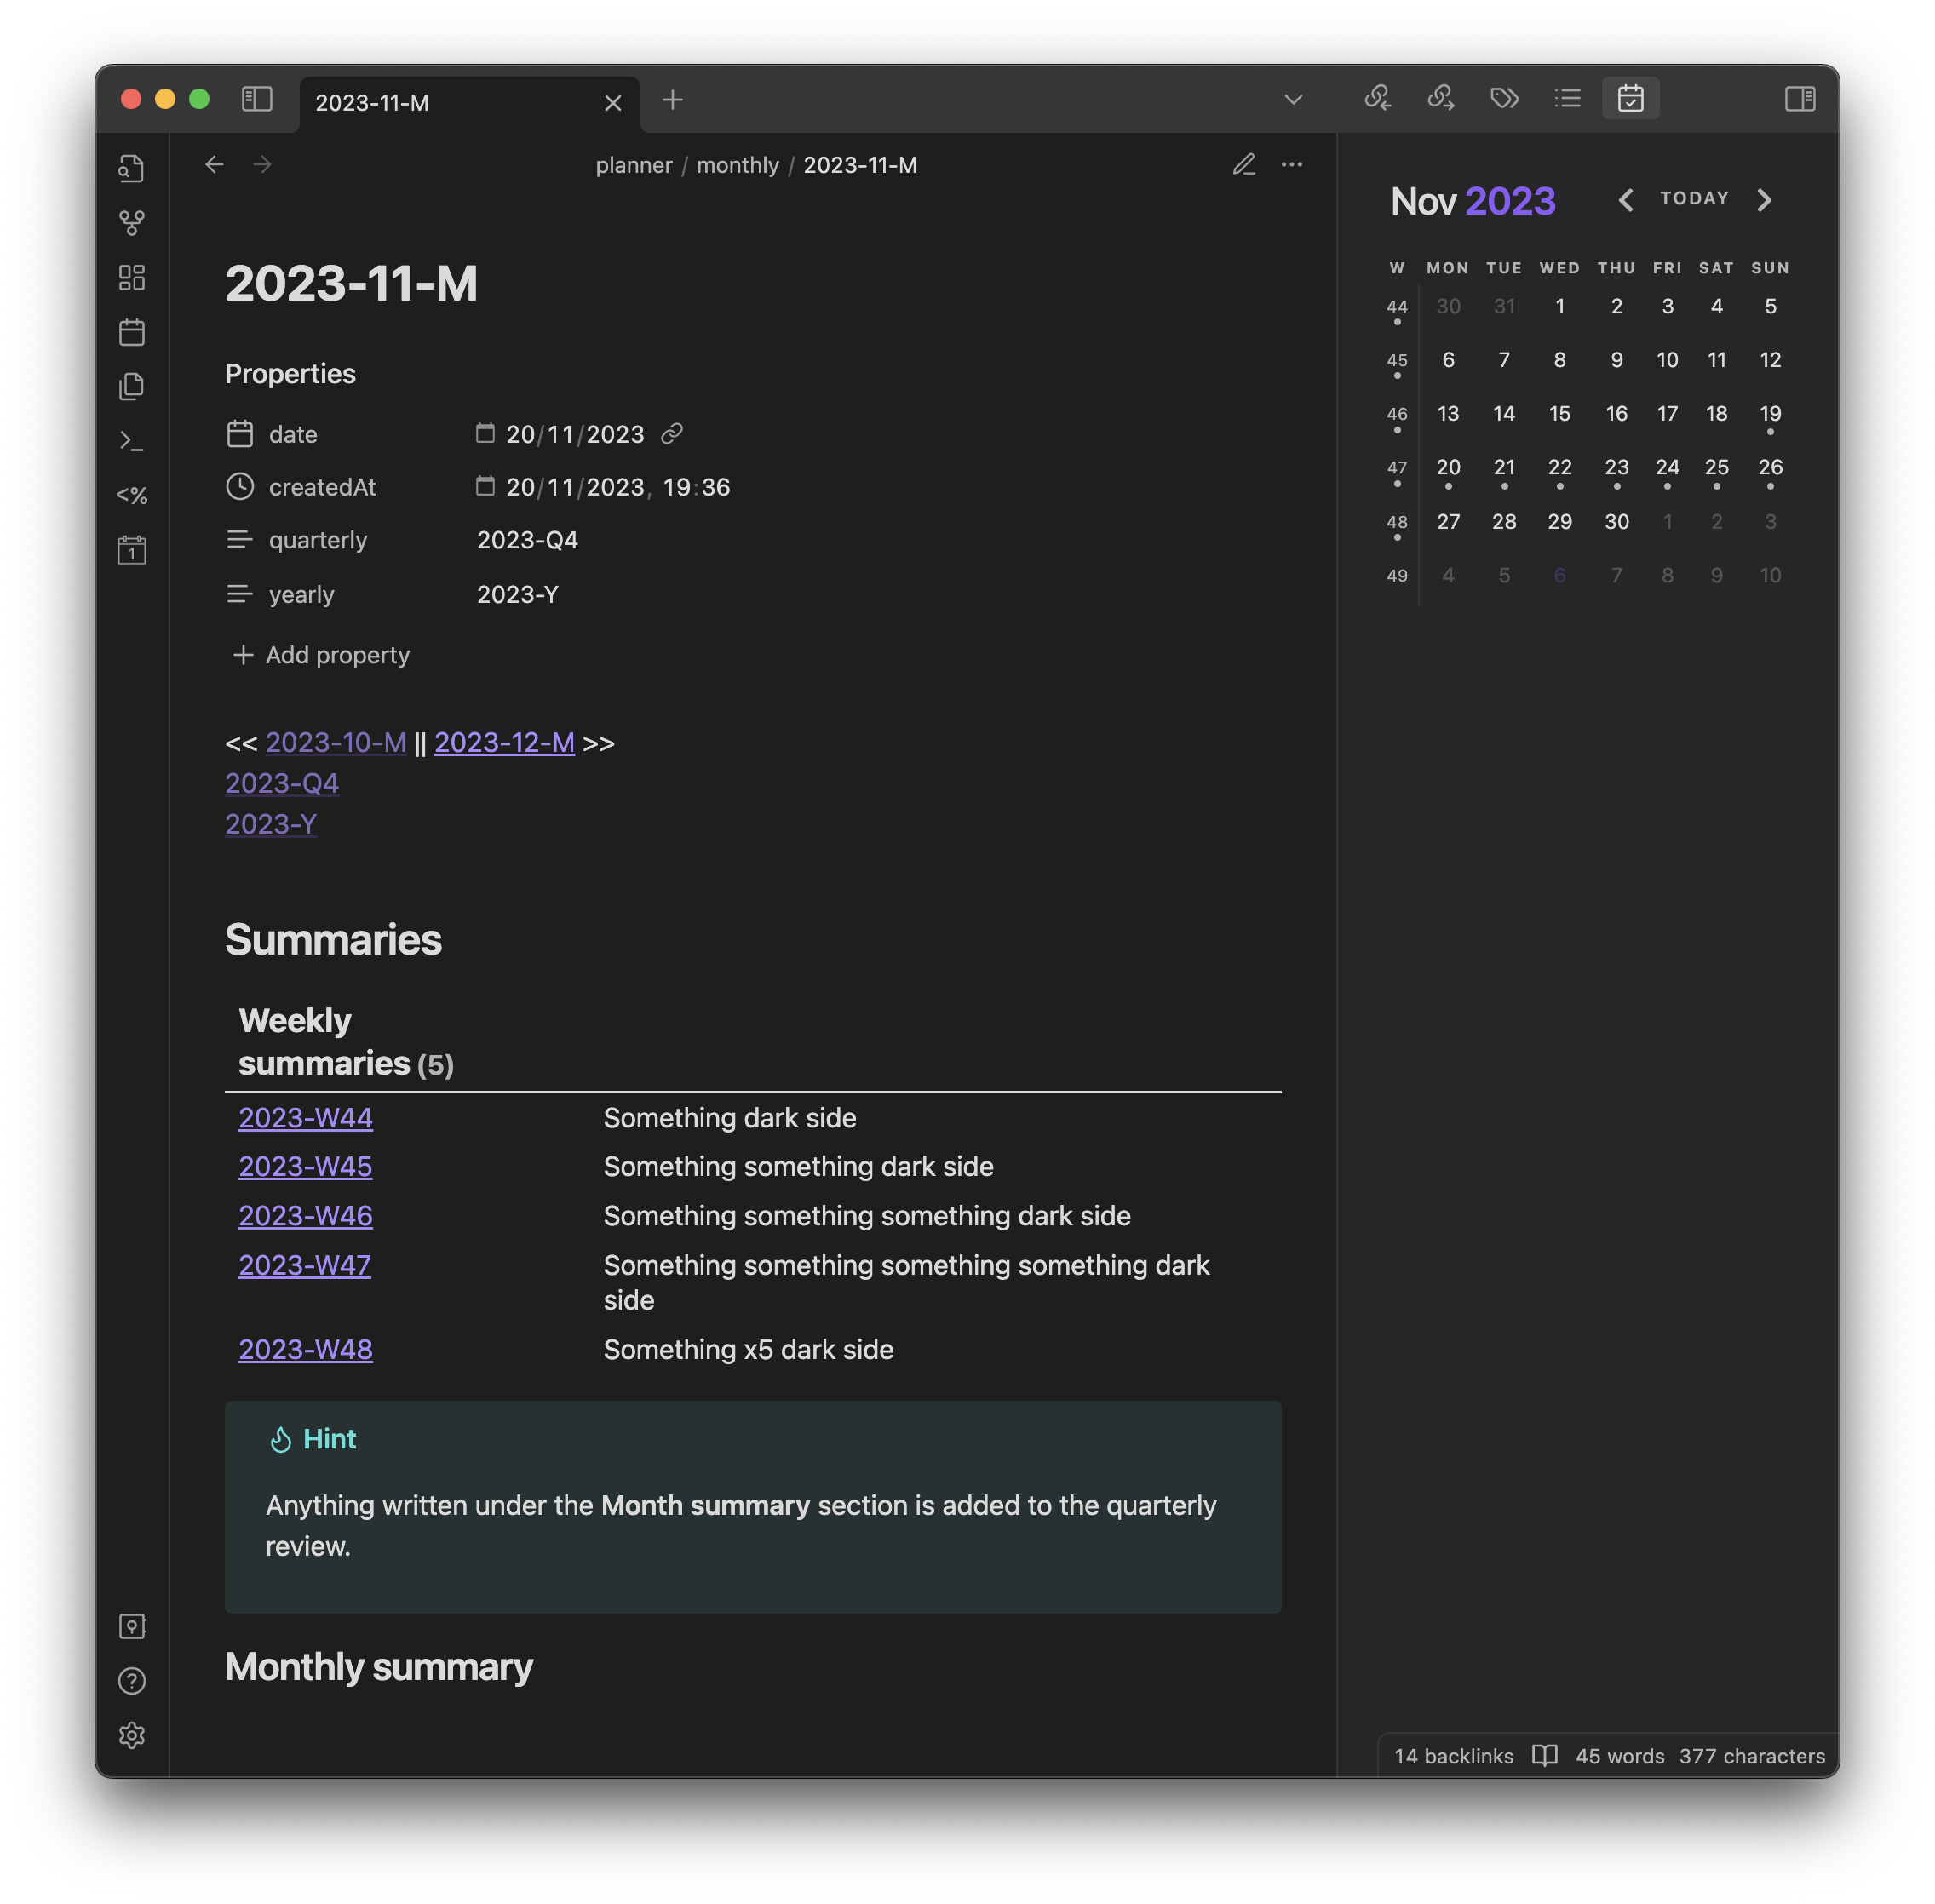 2023-11-M
planner / monthly / 2023-11-M
2023-11-M
Properties
date 20/11/2023
createdAt 20/11/2023, 19:36
quarterly 2023-Q4
yearly 2023-Y
Add property
<< 2023-10-M || 2023-12-M >>
2023-Q4
2023-Y
Summaries
Weekly
summaries (5)
2023-W44 Something dark side
2023-W45 Something something dark side
2023-W46 Something something something dark side
2023-W47 Something something something something dark
side
2023-W48 Something x5 dark side
Hint
Anything written under the Month summary section is added to the quarterly
review.
Monthly summary
Nov 2023 TODAY
W MON TUE WED THU FRI SAT SUN
44 30 31 1 2 3 4 5
45 6 7 8 9 10 11 12
46 13 14 15 16 17 18 19
47 20 21 22 23 24 25 26
48 27 28 29 30 1 2 3
49 4 5 6 7 8 9 10
14 backlinks 45 words 377 characters
<%
1